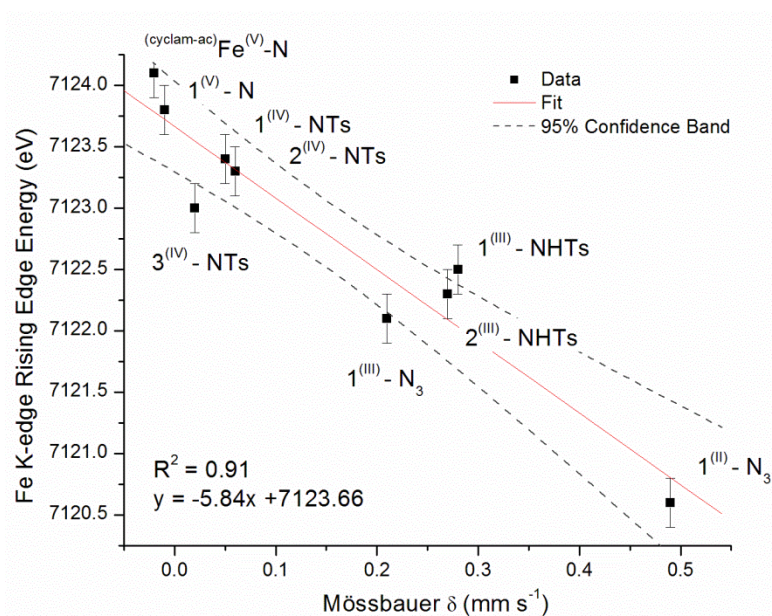 (cyclam-ac)Fe(V)-N
1(V) - N
1(IV) - NTs
2(IV) - NTs
3(IV) - NTs
1(III) - NHTs
2(III) - NHTs
1(III) - N3
1(II) - N3
Data
Fit
95% Confidence Band
R2 = 0.91
y = -5.84x +7123.66
Fe K-edge Rising Edge Energy (eV)
7124.0
7123.5
7123.0
7122.5
7122.0
7121.5
7121.0
7120.5
0.0 0.1 0.2 0.3 0.4 0.5
Mössbauer δ (mm s-1)